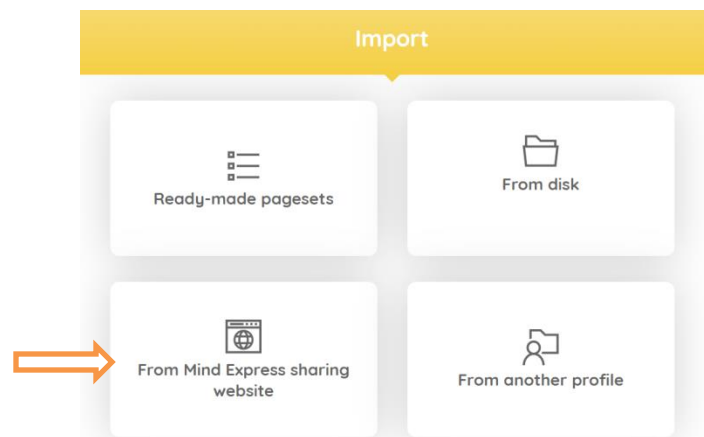 Import
Ready-made pagesets
From disk
From Mind Express sharing
website
From another profile